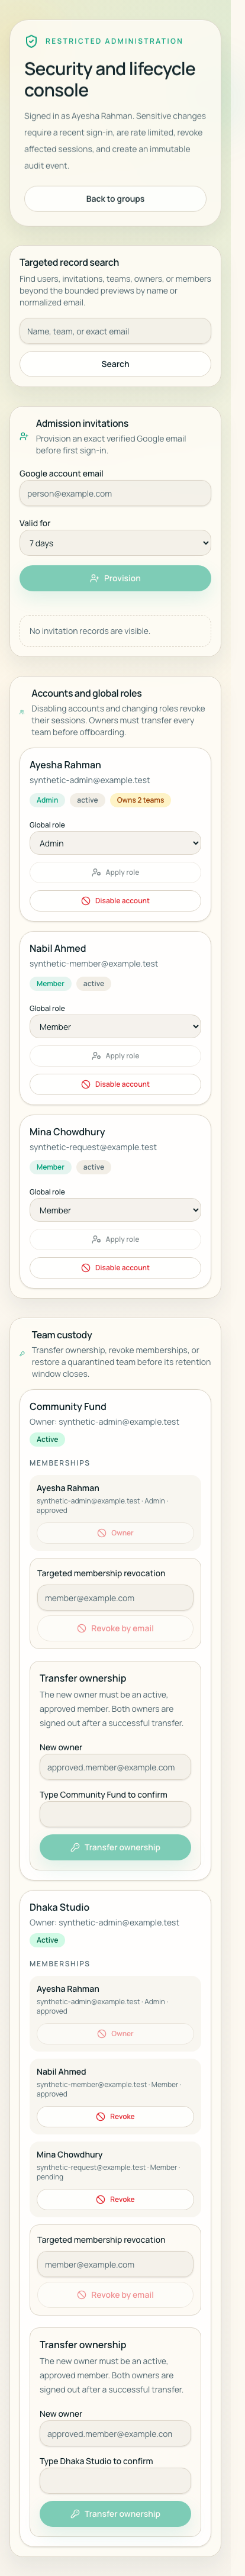 RESTRICTED ADMINISTRATION
Security and lifecycle
console
Signed in as Ayesha Rahman. Sensitive changes
require a recent sign-in, are rate limited, revoke
affected sessions, and create an immutable
audit event.
Back to groups
Targeted record search
Find users, invitations, teams, owners, or members
beyond the bounded previews by name or
normalized email.
Name, team, or exact email
Search
Admission invitations
Provision an exact verified Google email
before first sign-in.
Google account email
person@example.com
Valid for
7 days
Provision
No invitation records are visible.
Accounts and global roles
Disabling accounts and changing roles revoke
their sessions. Owners must transfer every
team before offboarding.
Ayesha Rahman
synthetic-admin@example.test
Admin active Owns 2 teams
Global role
Admin
Apply role
Disable account
Nabil Ahmed
synthetic-member@example.test
Member active
Global role
Member
Apply role
Disable account
Mina Chowdhury
synthetic-request@example.test
Member active
Global role
Member
Apply role
Disable account
Team custody
Transfer ownership, revoke memberships, or
restore a quarantined team before its retention
window closes.
Community Fund
Owner: synthetic-admin@example.test
Active
MEMBERSHIPS
Ayesha Rahman
synthetic-admin@example.test · Admin ·
approved
Owner
Targeted membership revocation
member@example.com
Revoke by email
Transfer ownership
The new owner must be an active,
approved member. Both owners are
signed out after a successful transfer.
New owner
approved.member@example.com
Type Community Fund to confirm
Transfer ownership
Dhaka Studio
Owner: synthetic-admin@example.test
Active
MEMBERSHIPS
Ayesha Rahman
synthetic-admin@example.test · Admin ·
approved
Owner
Nabil Ahmed
synthetic-member@example.test · Member ·
approved
Revoke
Mina Chowdhury
synthetic-request@example.test · Member ·
pending
Revoke
Targeted membership revocation
member@example.com
Revoke by email
Transfer ownership
The new owner must be an active,
approved member. Both owners are
signed out after a successful transfer.
New owner
approved.member@example.com
Type Dhaka Studio to confirm
Transfer ownership